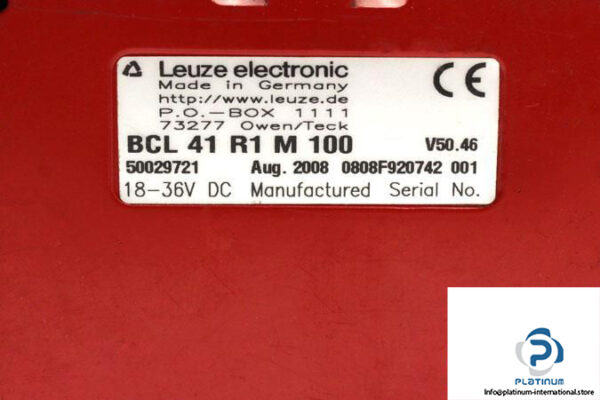 Leuze electronic
Made in Germany
http://www.leuze.de
P.O.-BOX 1111
73277 Owen/Teck
BCL 41 R1 M 100 V50.46
50029721 Aug. 2008 0808F920742 001
18-36V DC Manufactured Serial No.
CE
PLATINUM
Info@platinum-international.store